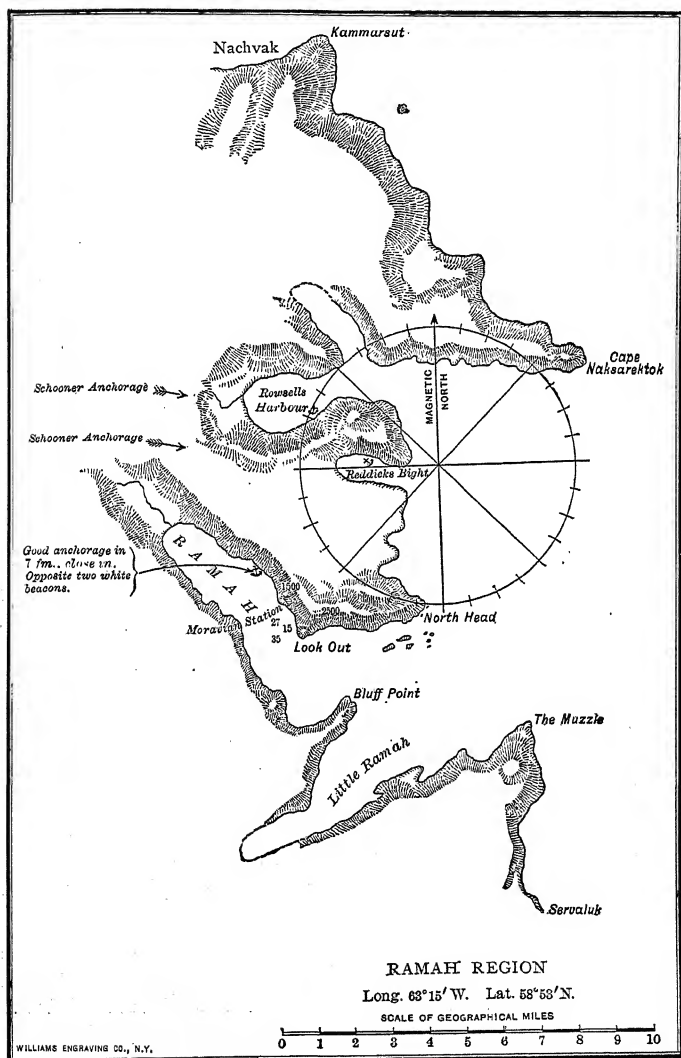 Kammarsut
Nachvak
Cape
Naksarektok
MAGNETIC
NORTH
Schooner Anchorage
Rowsells
Harbour
Schooner Anchorage
Reddicks Bight
Good anchorage in
7 fm., close in.
Opposite two white
beacons.
RAMAH
1500
2500
Moravian Station
27
15
35
North Head
Look Out
Bluff Point
The Muzzle
Little Ramah
Servaluk
RAMAH REGION
Long. 63°15' W. Lat. 58°53' N.
SCALE OF GEOGRAPHICAL MILES
0 1 2 3 4 5 6 7 8 9 10
WILLIAMS ENGRAVING CO., N.Y.